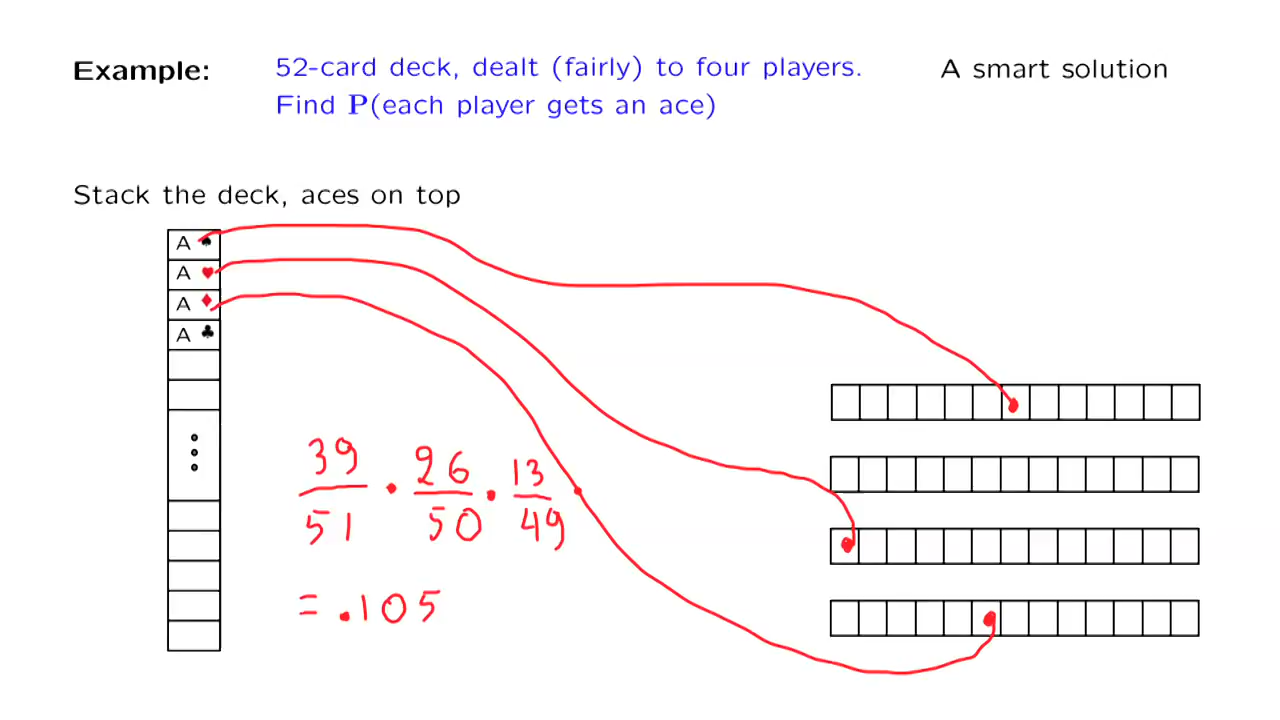 Example:
52-card deck, dealt (fairly) to four players.
Find P(each player gets an ace)
A smart solution
Stack the deck, aces on top
A ♠
A ♥
A ♦
A ♣
39/51 · 26/50 · 13/49
= .105